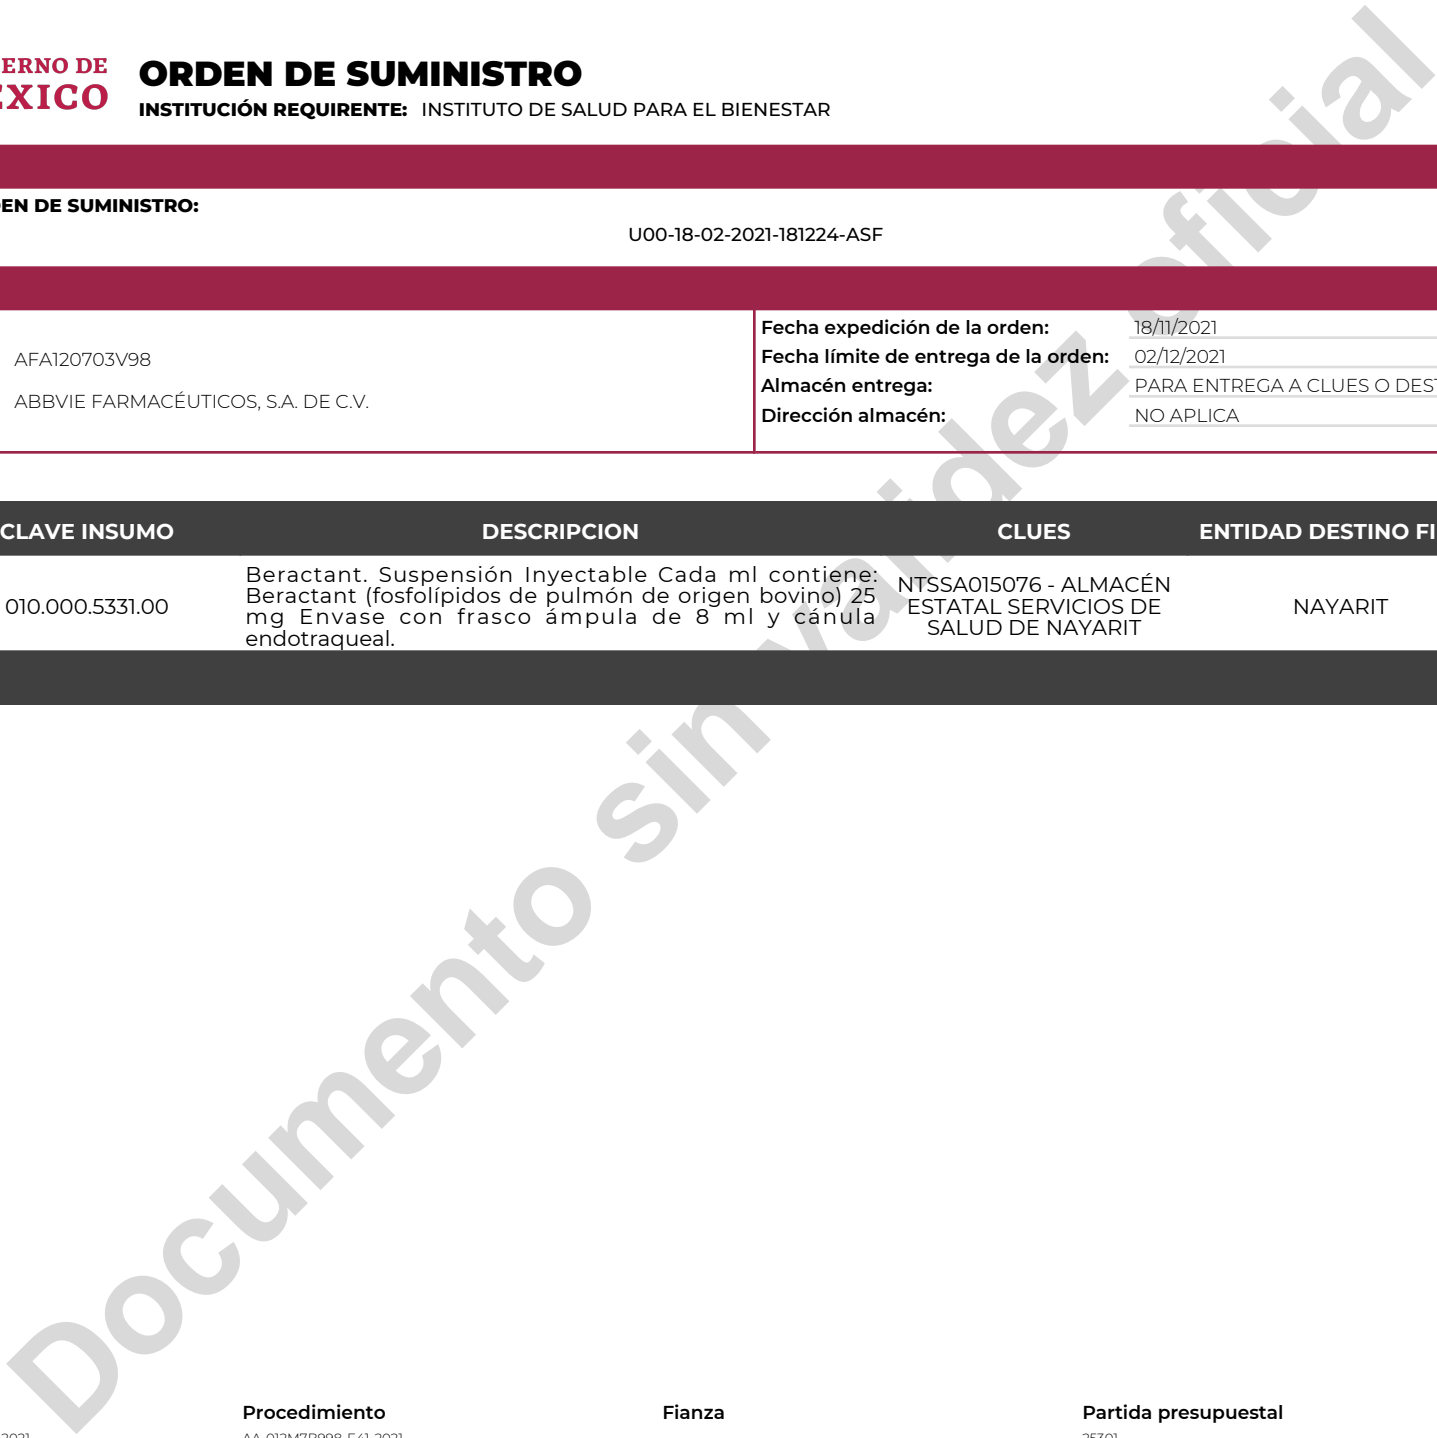 ERNO DE
EXICO
ORDEN DE SUMINISTRO
INSTITUCIÓN REQUIRENTE: INSTITUTO DE SALUD PARA EL BIENESTAR
EN DE SUMINISTRO:
U00-18-02-2021-181224-ASF
AFA120703V98
ABBVIE FARMACÉUTICOS, S.A. DE C.V.
Fecha expedición de la orden: 18/11/2021
Fecha límite de entrega de la orden: 02/12/2021
Almacén entrega: PARA ENTREGA A CLUES O DEST
Dirección almacén: NO APLICA
CLAVE INSUMO DESCRIPCION CLUES ENTIDAD DESTINO FI
010.000.5331.00
Beractant. Suspensión Inyectable Cada ml contiene:
Beractant (fosfolípidos de pulmón de origen bovino) 25
mg Envase con frasco ámpula de 8 ml y cánula
endotraqueal.
NTSSA015076 - ALMACÉN
ESTATAL SERVICIOS DE
SALUD DE NAYARIT
NAYARIT
Documento sin validez oficial
Procedimiento Fianza Partida presupuestal